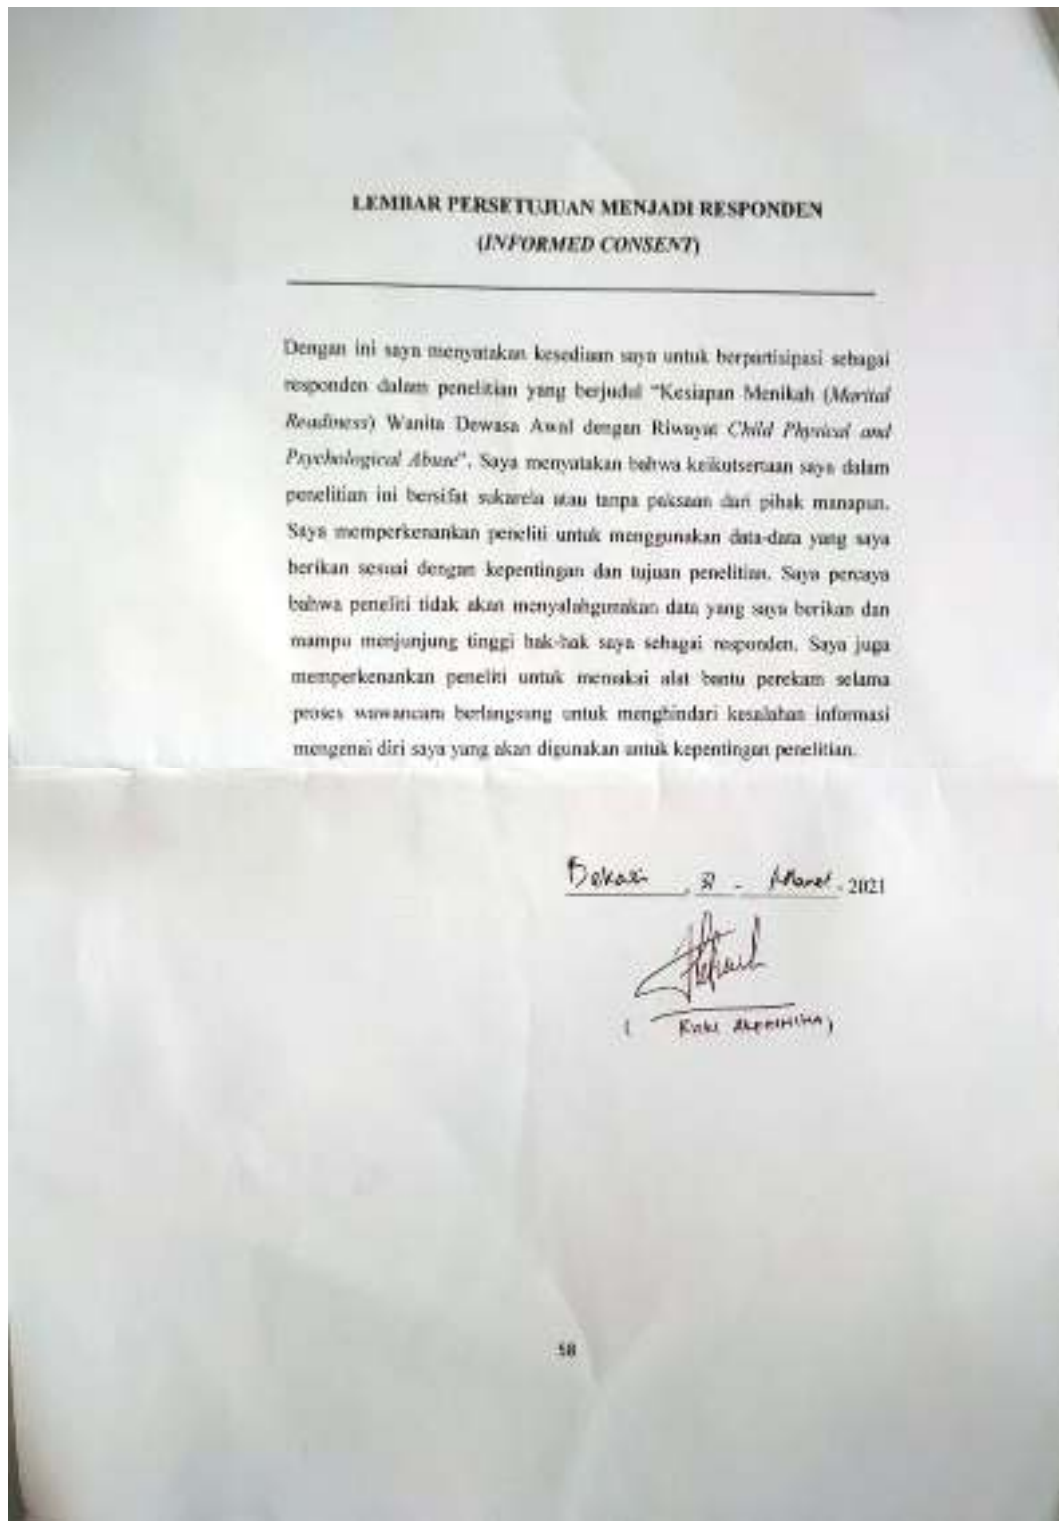 LEMBAR PERSETUJUAN MENJADI RESPONDEN
(INFORMED CONSENT)
Dengan ini saya menyatakan kesediaan saya untuk berpartisipasi sebagai
responden dalam penelitian yang berjudul "Kesiapan Menikah (Marital
Readiness) Wanita Dewasa Awal dengan Riwayat Child Physical and
Psychological Abuse". Saya menyatakan bahwa keikutsertaan saya dalam
penelitian ini bersifat sukarela atau tanpa paksaan dari pihak manapun.
Saya memperkenankan peneliti untuk menggunakan data-data yang saya
berikan sesuai dengan kepentingan dan tujuan penelitian. Saya percaya
bahwa peneliti tidak akan menyalahgunakan data yang saya berikan dan
mampu menjunjung tinggi hak-hak saya sebagai responden. Saya juga
memperkenankan peneliti untuk memakai alat bantu perekam selama
proses wawancara berlangsung untuk menghindari kesalahan informasi
mengenai diri saya yang akan digunakan untuk kepentingan penelitian.
Bekasi, 31 - Maret - 2021
58